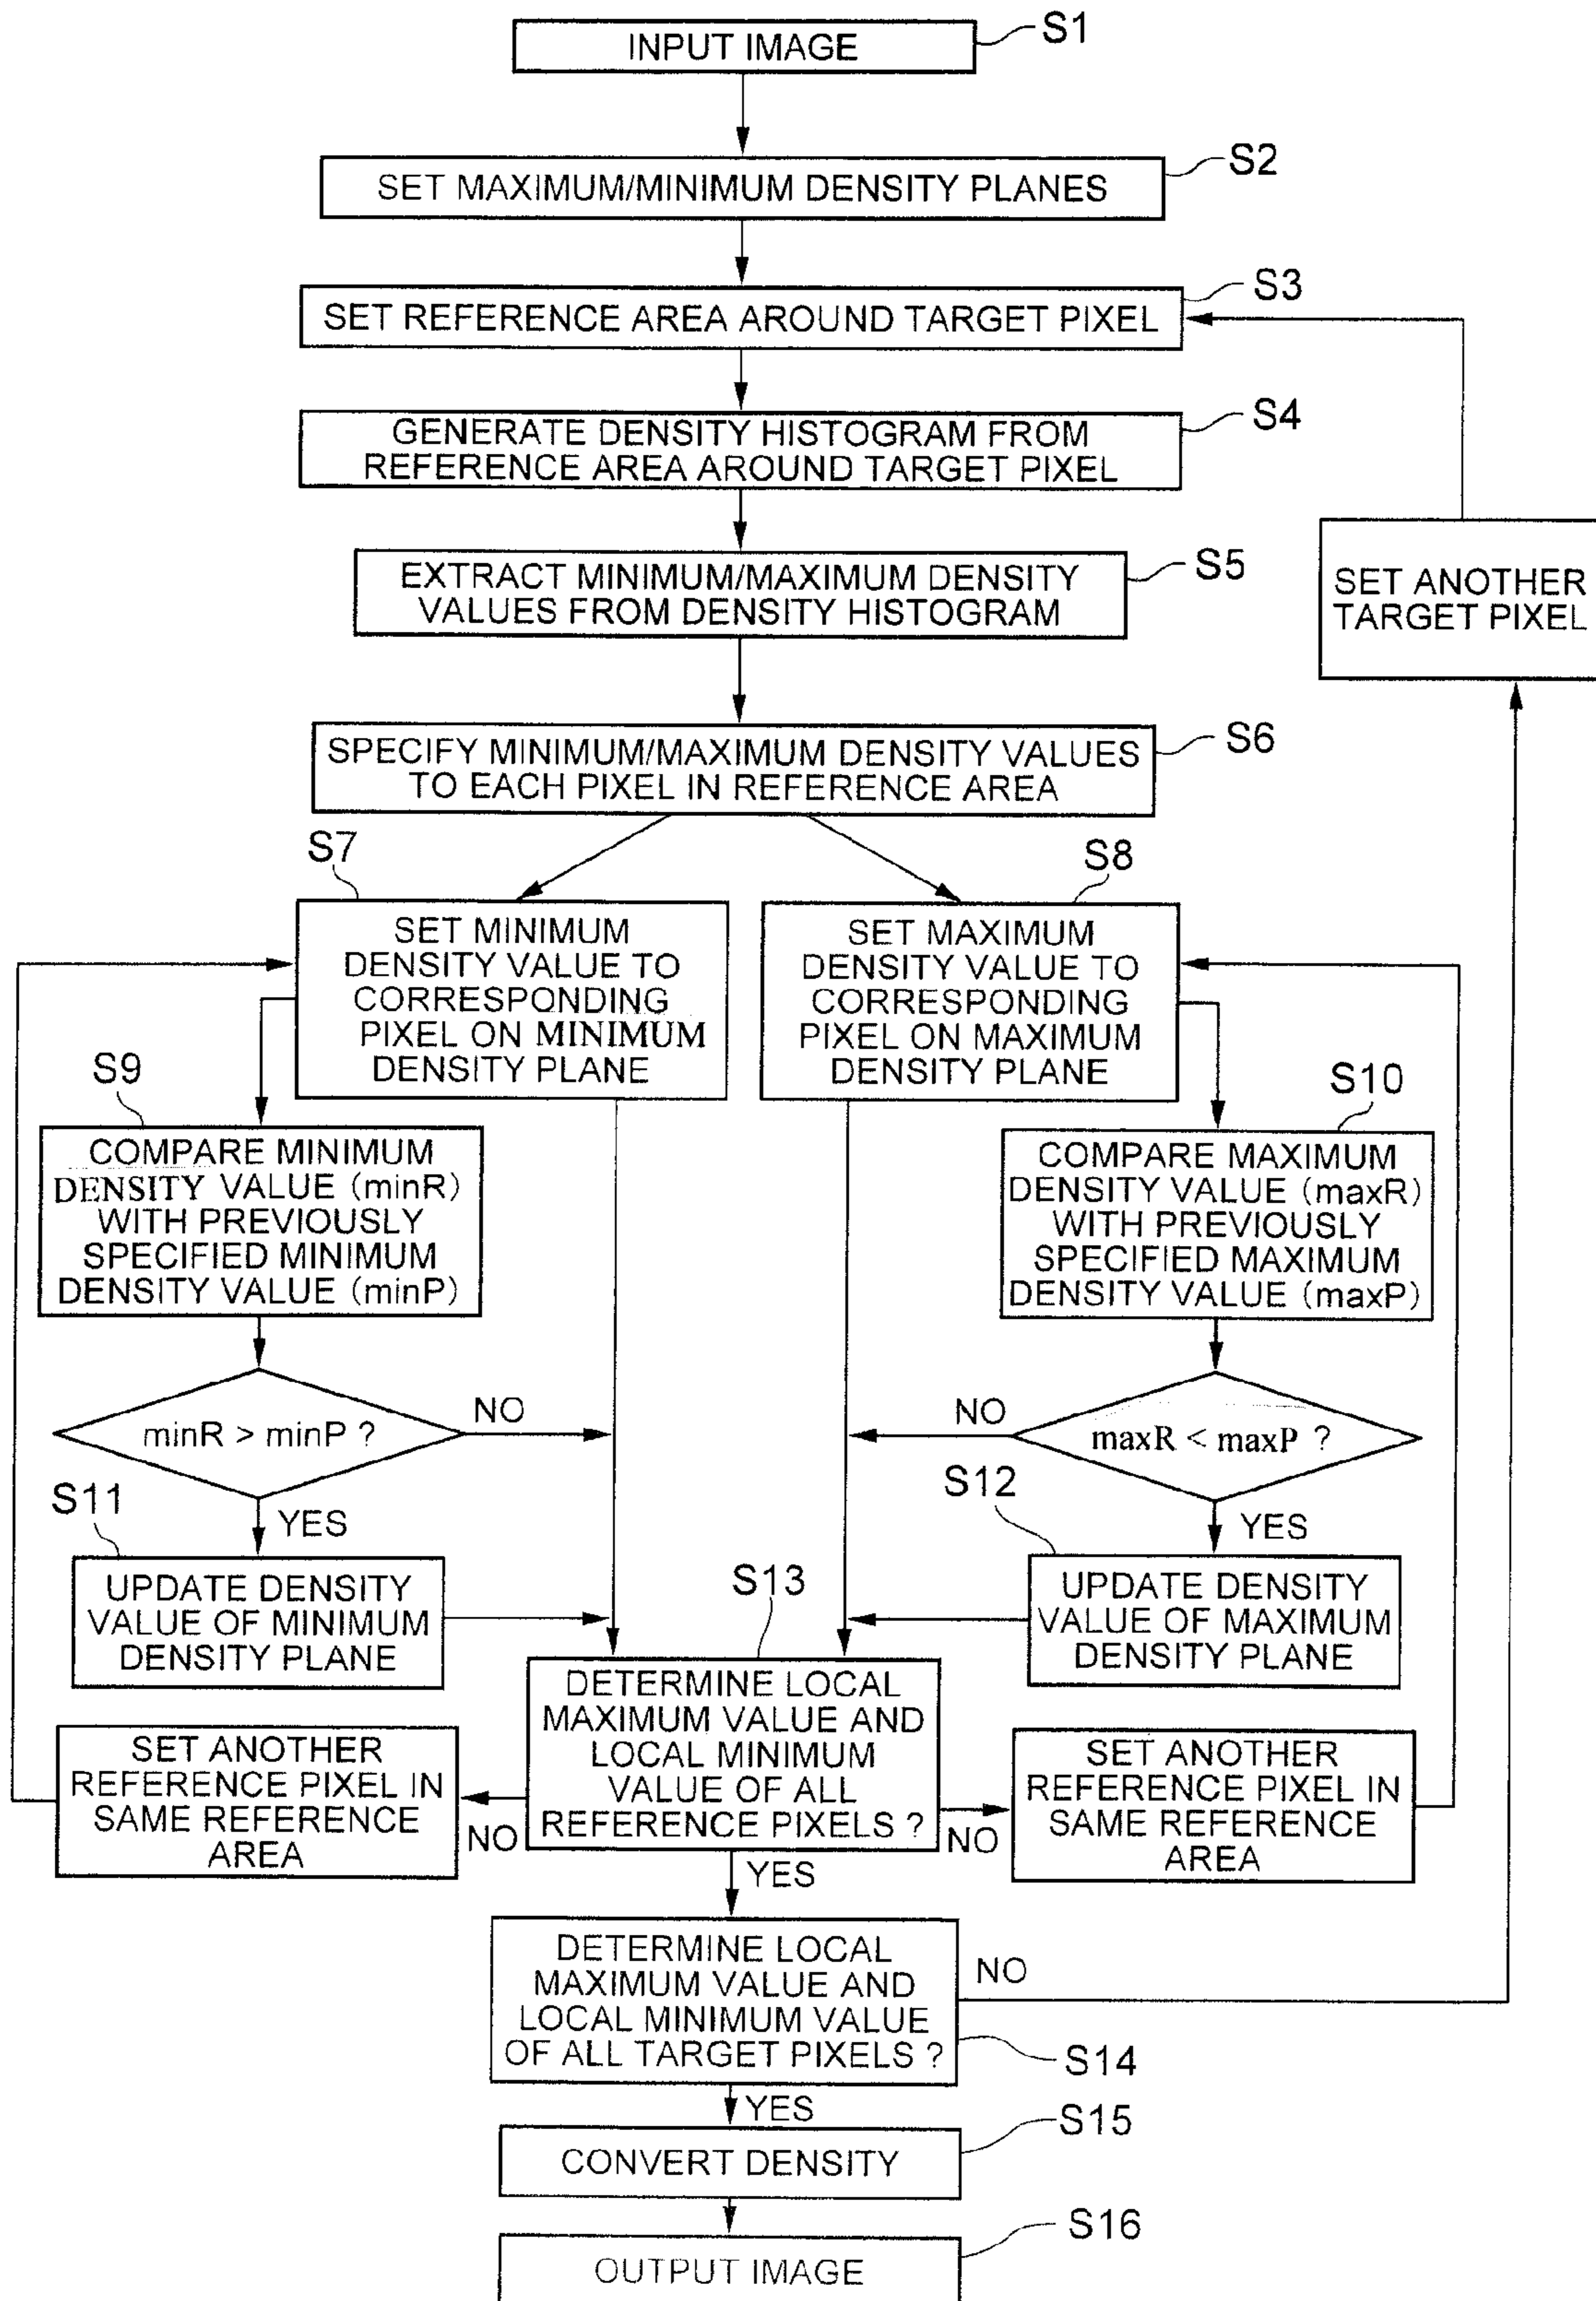 INPUT IMAGE
S1
SET MAXIMUM/MINIMUM DENSITY PLANES
S2
SET REFERENCE AREA AROUND TARGET PIXEL
S3
GENERATE DENSITY HISTOGRAM FROM
REFERENCE AREA AROUND TARGET PIXEL
S4
EXTRACT MINIMUM/MAXIMUM DENSITY
VALUES FROM DENSITY HISTOGRAM
S5
SET ANOTHER
TARGET PIXEL
SPECIFY MINIMUM/MAXIMUM DENSITY VALUES
TO EACH PIXEL IN REFERENCE AREA
S6
S7
SET MINIMUM
DENSITY VALUE TO
CORRESPONDING
PIXEL ON MINIMUM
DENSITY PLANE
S8
SET MAXIMUM
DENSITY VALUE TO
CORRESPONDING
PIXEL ON MAXIMUM
DENSITY PLANE
S9
COMPARE MINIMUM
DENSITY VALUE (minR)
WITH PREVIOUSLY
SPECIFIED MINIMUM
DENSITY VALUE (minP)
S10
COMPARE MAXIMUM
DENSITY VALUE (maxR)
WITH PREVIOUSLY
SPECIFIED MAXIMUM
DENSITY VALUE (maxP)
minR > minP ?
NO
NO
maxR < maxP ?
S11
YES
S12
YES
UPDATE DENSITY
VALUE OF MINIMUM
DENSITY PLANE
UPDATE DENSITY
VALUE OF MAXIMUM
DENSITY PLANE
S13
DETERMINE LOCAL
MAXIMUM VALUE AND
LOCAL MINIMUM
VALUE OF ALL
REFERENCE PIXELS ?
SET ANOTHER
REFERENCE PIXEL IN
SAME REFERENCE
AREA
NO
NO
SET ANOTHER
REFERENCE PIXEL IN
SAME REFERENCE
AREA
YES
DETERMINE LOCAL
MAXIMUM VALUE AND
LOCAL MINIMUM VALUE
OF ALL TARGET PIXELS ?
NO
S14
YES
CONVERT DENSITY
S15
OUTPUT IMAGE
S16